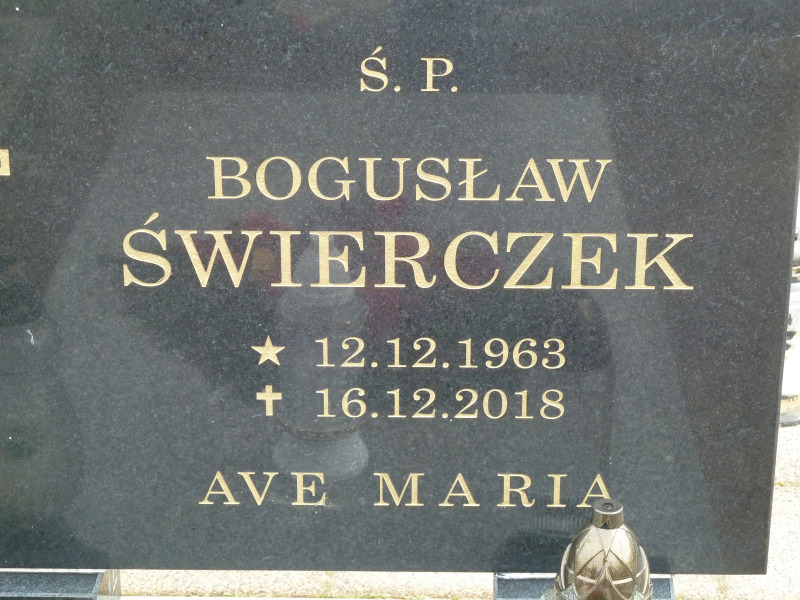 Ś. P.
BOGUSŁAW
ŚWIERCZEK
★ 12.12.1963
✝ 16.12.2018
AVE MARIA